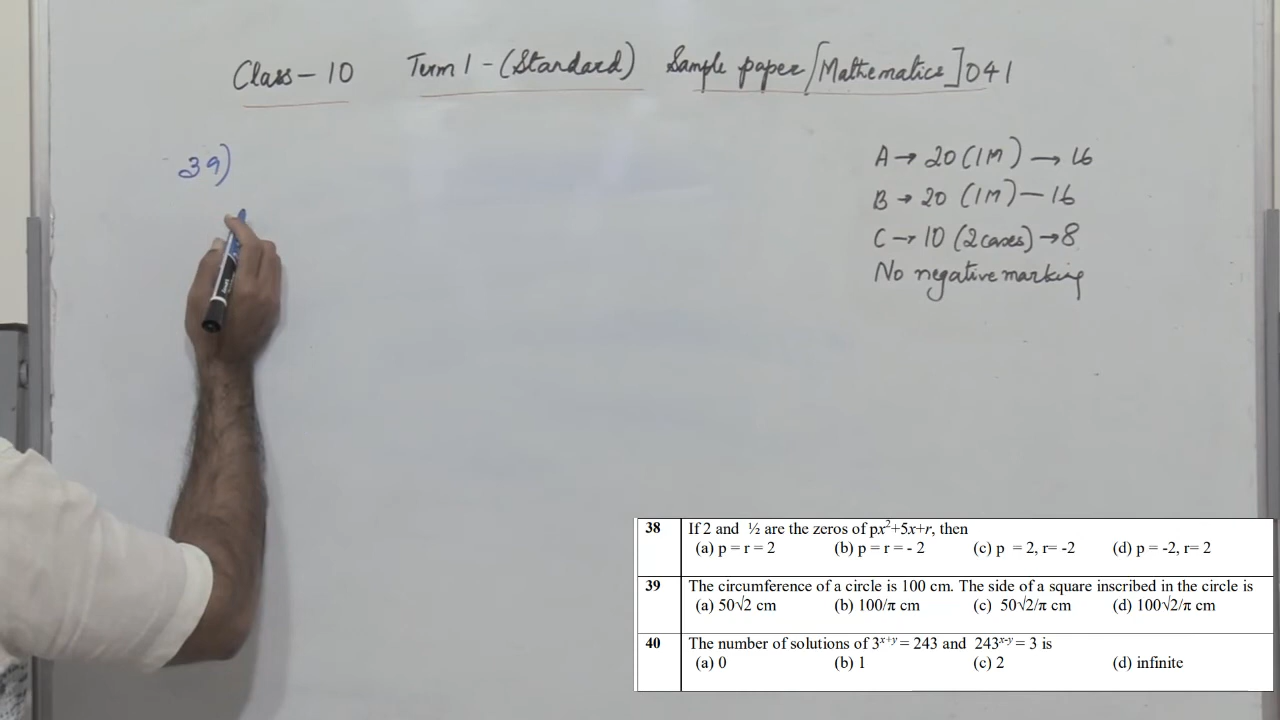 Class - 10 Term 1 - (Standard) Sample paper [Mathematics] 041
39)
A → 20 (1M) → 16
B → 20 (1M) - 16
C → 10 (2 cases) → 8
No negative marking
38 If 2 and ½ are the zeros of px²+5x+r, then
(a) p = r = 2 (b) p = r = - 2 (c) p = 2, r= -2 (d) p = -2, r= 2
39 The circumference of a circle is 100 cm. The side of a square inscribed in the circle is
(a) 50√2 cm (b) 100/π cm (c) 50√2/π cm (d) 100√2/π cm
40 The number of solutions of 3ˣ⁺ʸ = 243 and 243ˣ⁻ʸ = 3 is
(a) 0 (b) 1 (c) 2 (d) infinite